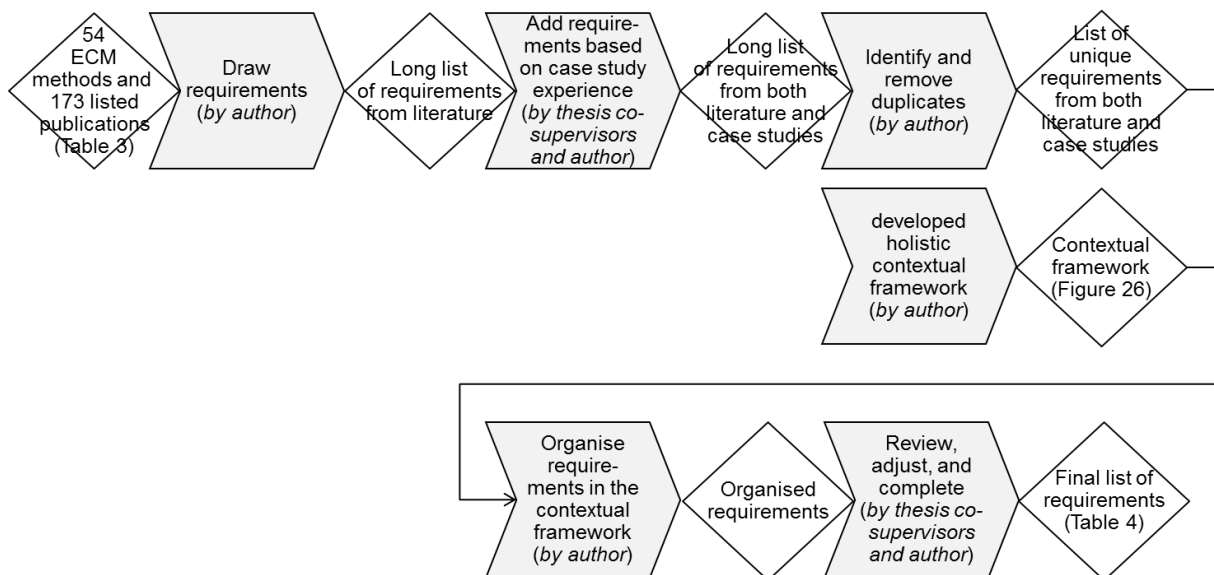 54
ECM
methods and
173 listed
publications
(Table 3)
Draw
requirements
(by author)
Long list
of requirements
from literature
Add require-
ments based
on case study
experience
(by thesis co-
supervisors
and author)
Long list
of requirements
from both
literature and
case studies
Identify and
remove
duplicates
(by author)
List of
unique
requirements
from both
literature and
case studies
developed
holistic
contextual
framework
(by author)
Contextual
framework
(Figure 26)
Organise
require-
ments in the
contextual
framework
(by author)
Organised
requirements
Review,
adjust, and
complete
(by thesis co-
supervisors
and author)
Final list of
requirements
(Table 4)